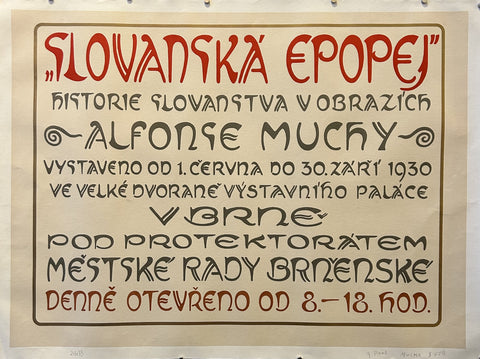 „SLOVANSKÁ EPOPEJ"
HISTORIE SLOVANSTVA V OBRAZÍCH
ALFONSE MUCHY
VYSTAVENO OD 1. ČERVNA DO 30. ZÁŘÍ 1930
VE VELKÉ DVORANĚ VÝSTAVNÍHO PALÁCE
V BRNĚ
POD PROTEKTORÁTEM
MĚSTSKÉ RADY BRNĚNSKÉ
DENNĚ OTEVŘENO OD 8.–18. HOD.